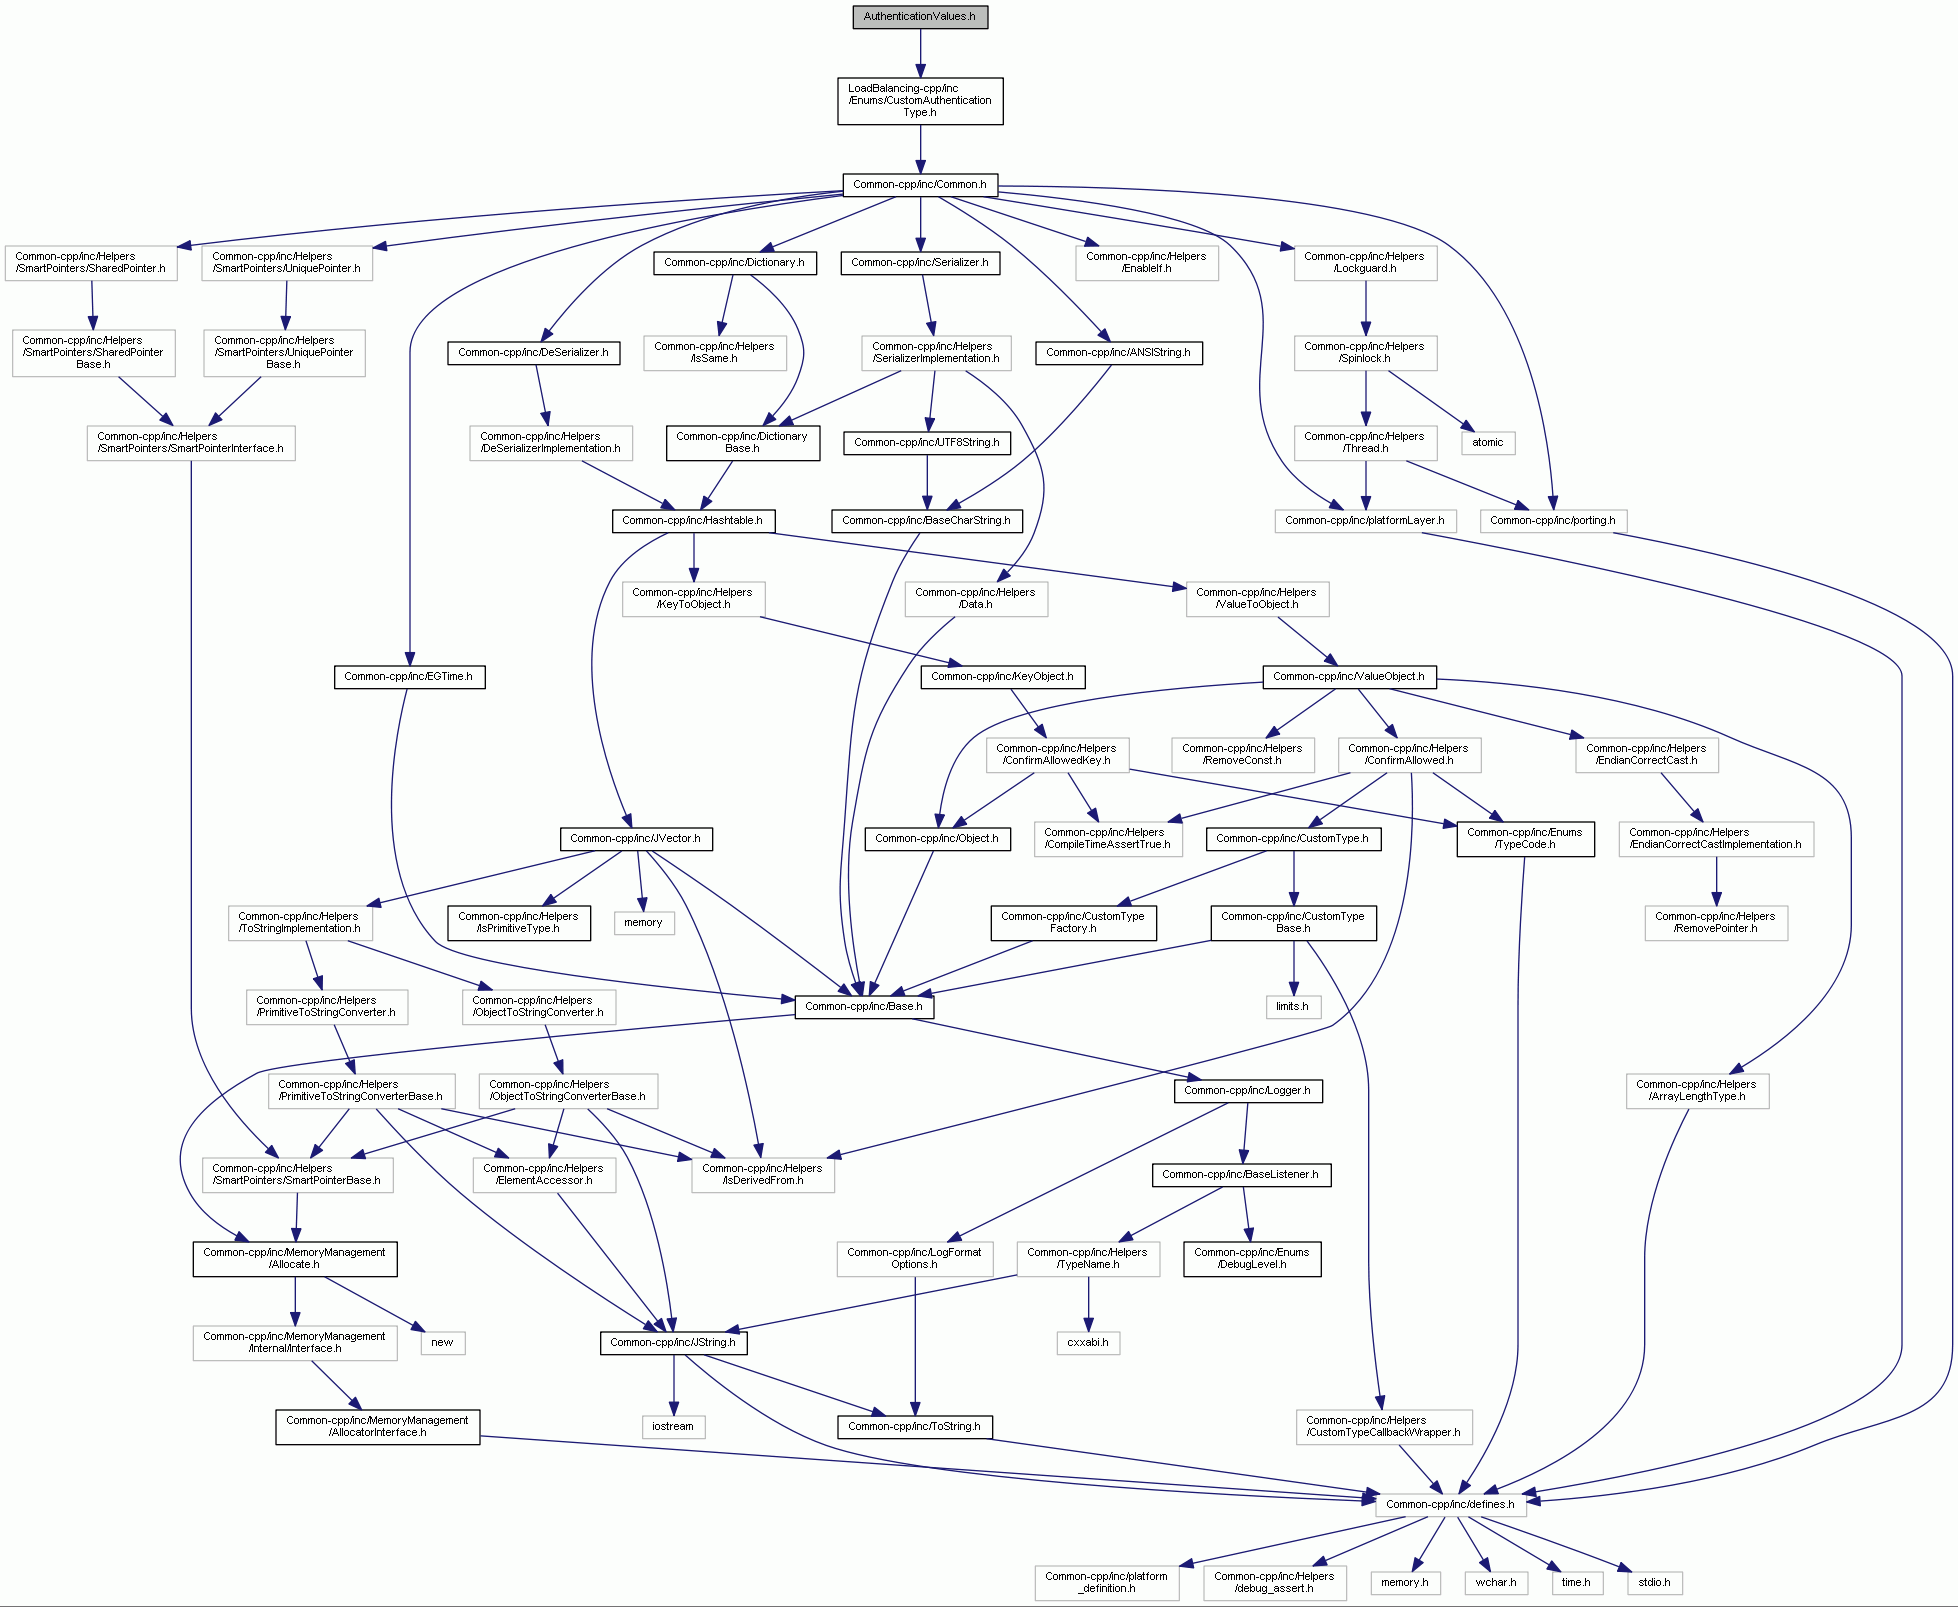 AuthenticationValues.h
LoadBalancing-cpp/inc
/Enums/CustomAuthentication
Type.h
Common-cpp/inc/Common.h
Common-cpp/inc/Helpers
/SmartPointers/SharedPointer.h
Common-cpp/inc/Helpers
/SmartPointers/UniquePointer.h
Common-cpp/inc/Dictionary.h
Common-cpp/inc/Serializer.h
Common-cpp/inc/Helpers
/EnableIf.h
Common-cpp/inc/Helpers
/Lockguard.h
Common-cpp/inc/Helpers
/SmartPointers/SharedPointer
Base.h
Common-cpp/inc/Helpers
/SmartPointers/UniquePointer
Base.h
Common-cpp/inc/DeSerializer.h
Common-cpp/inc/Helpers
/IsSame.h
Common-cpp/inc/Helpers
/SerializerImplementation.h
Common-cpp/inc/ANSIString.h
Common-cpp/inc/Helpers
/Spinlock.h
Common-cpp/inc/Helpers
/SmartPointers/SmartPointerInterface.h
Common-cpp/inc/Helpers
/DeSerializerImplementation.h
Common-cpp/inc/Dictionary
Base.h
Common-cpp/inc/UTF8String.h
Common-cpp/inc/Helpers
/Thread.h
atomic
Common-cpp/inc/Hashtable.h
Common-cpp/inc/BaseCharString.h
Common-cpp/inc/platformLayer.h
Common-cpp/inc/porting.h
Common-cpp/inc/Helpers
/KeyToObject.h
Common-cpp/inc/Helpers
/Data.h
Common-cpp/inc/Helpers
/ValueToObject.h
Common-cpp/inc/EGTime.h
Common-cpp/inc/KeyObject.h
Common-cpp/inc/ValueObject.h
Common-cpp/inc/Helpers
/ConfirmAllowedKey.h
Common-cpp/inc/Helpers
/RemoveConst.h
Common-cpp/inc/Helpers
/ConfirmAllowed.h
Common-cpp/inc/Helpers
/EndianCorrectCast.h
Common-cpp/inc/JVector.h
Common-cpp/inc/Object.h
Common-cpp/inc/Helpers
/CompileTimeAssertTrue.h
Common-cpp/inc/CustomType.h
Common-cpp/inc/Enums
/TypeCode.h
Common-cpp/inc/Helpers
/EndianCorrectCastImplementation.h
Common-cpp/inc/Helpers
/ToStringImplementation.h
Common-cpp/inc/Helpers
/IsPrimitiveType.h
memory
Common-cpp/inc/CustomType
Factory.h
Common-cpp/inc/CustomType
Base.h
Common-cpp/inc/Helpers
/RemovePointer.h
Common-cpp/inc/Helpers
/PrimitiveToStringConverter.h
Common-cpp/inc/Helpers
/ObjectToStringConverter.h
Common-cpp/inc/Base.h
limits.h
Common-cpp/inc/Helpers
/PrimitiveToStringConverterBase.h
Common-cpp/inc/Helpers
/ObjectToStringConverterBase.h
Common-cpp/inc/Logger.h
Common-cpp/inc/Helpers
/ArrayLengthType.h
Common-cpp/inc/Helpers
/SmartPointers/SmartPointerBase.h
Common-cpp/inc/Helpers
/ElementAccessor.h
Common-cpp/inc/Helpers
/IsDerivedFrom.h
Common-cpp/inc/BaseListener.h
Common-cpp/inc/MemoryManagement
/Allocate.h
Common-cpp/inc/LogFormat
Options.h
Common-cpp/inc/Helpers
/TypeName.h
Common-cpp/inc/Enums
/DebugLevel.h
Common-cpp/inc/MemoryManagement
/Internal/Interface.h
new
Common-cpp/inc/JString.h
cxxabi.h
Common-cpp/inc/MemoryManagement
/AllocatorInterface.h
iostream
Common-cpp/inc/ToString.h
Common-cpp/inc/Helpers
/CustomTypeCallbackWrapper.h
Common-cpp/inc/defines.h
Common-cpp/inc/platform
_definition.h
Common-cpp/inc/Helpers
/debug_assert.h
memory.h
wchar.h
time.h
stdio.h